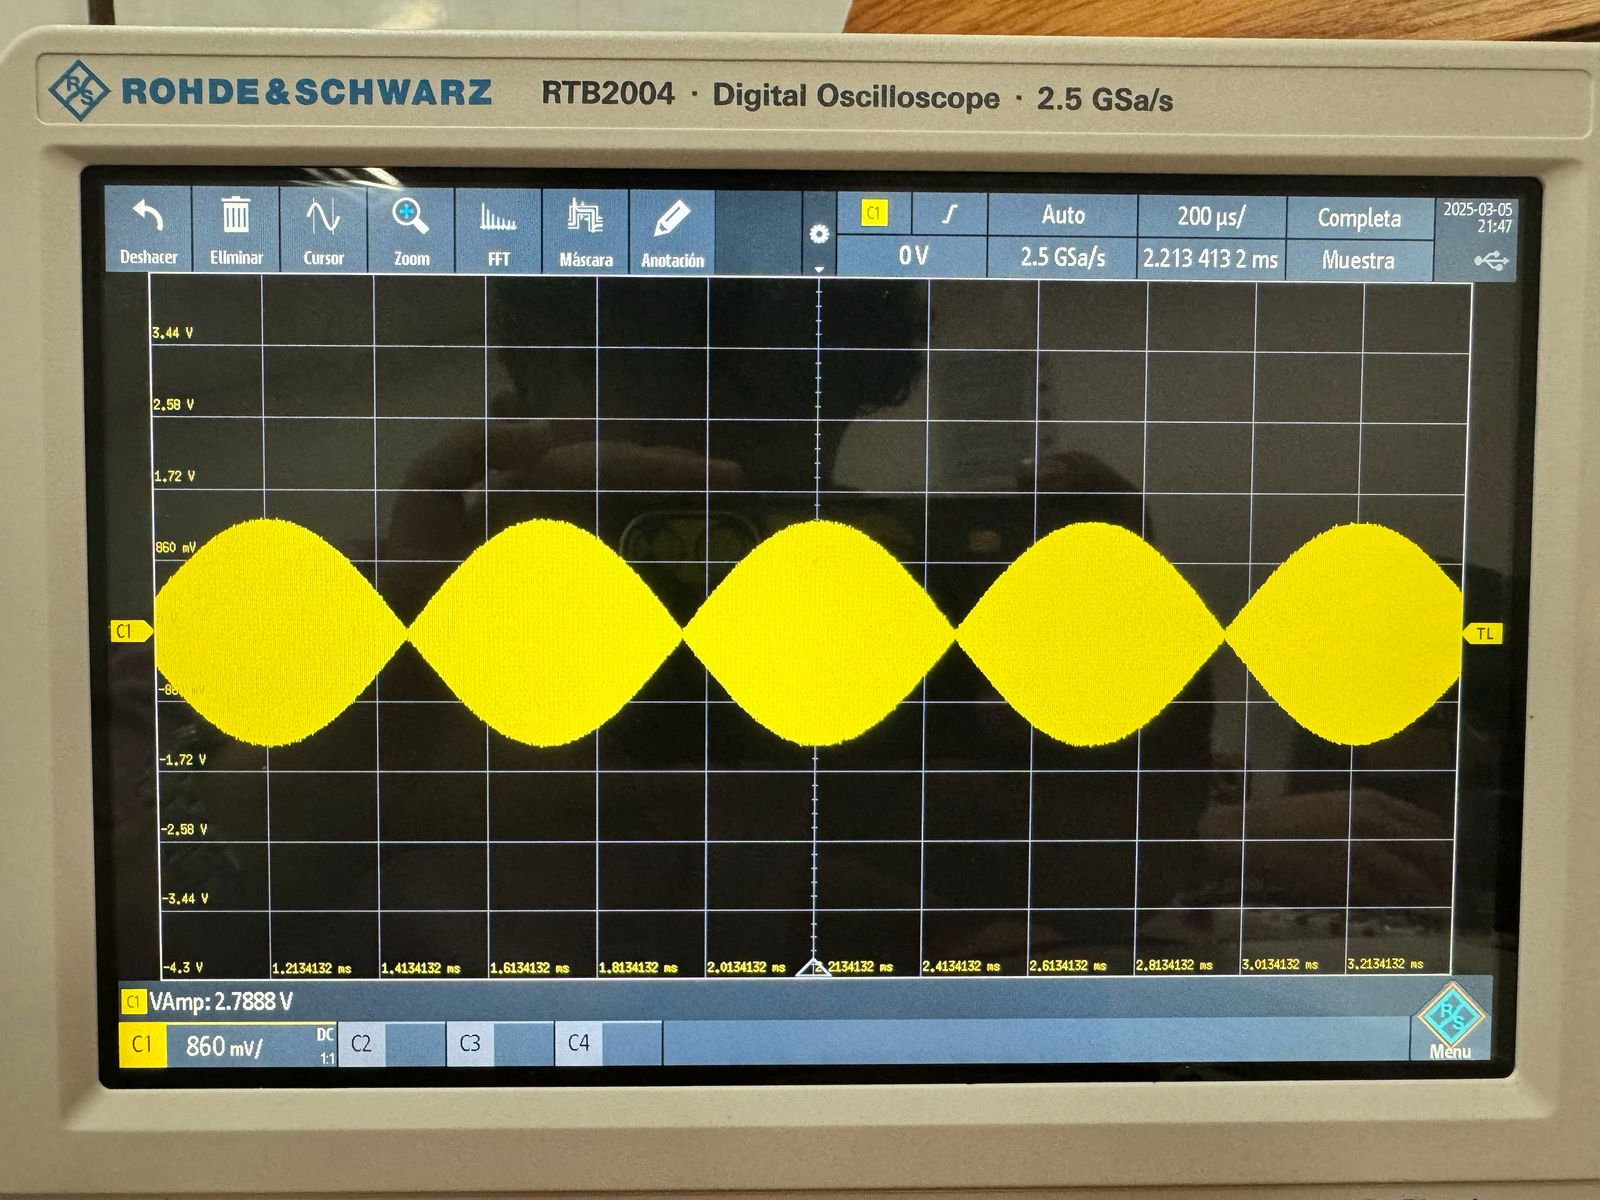 ROHDE&SCHWARZ RTB2004 · Digital Oscilloscope · 2.5 GSa/s
Deshacer Eliminar Cursor Zoom FFT Máscara Anotación
C1 Auto 200 µs/ Completa
0 V 2.5 GSa/s 2.213 413 2 ms Muestra
2025-03-05
21:47
3.44 V
2.58 V
1.72 V
860 mV
C1
TL
-1.72 V
-2.58 V
-3.44 V
-4.3 V
1.2134132 ms 1.4134132 ms 1.6134132 ms 1.8134132 ms 2.0134132 ms 2.2134132 ms 2.4134132 ms 2.6134132 ms 2.8134132 ms 3.0134132 ms 3.2134132 ms
C1 VAmp: 2.7888 V
C1 860 mV/ DC 1:1 C2 C3 C4
R S
Menu